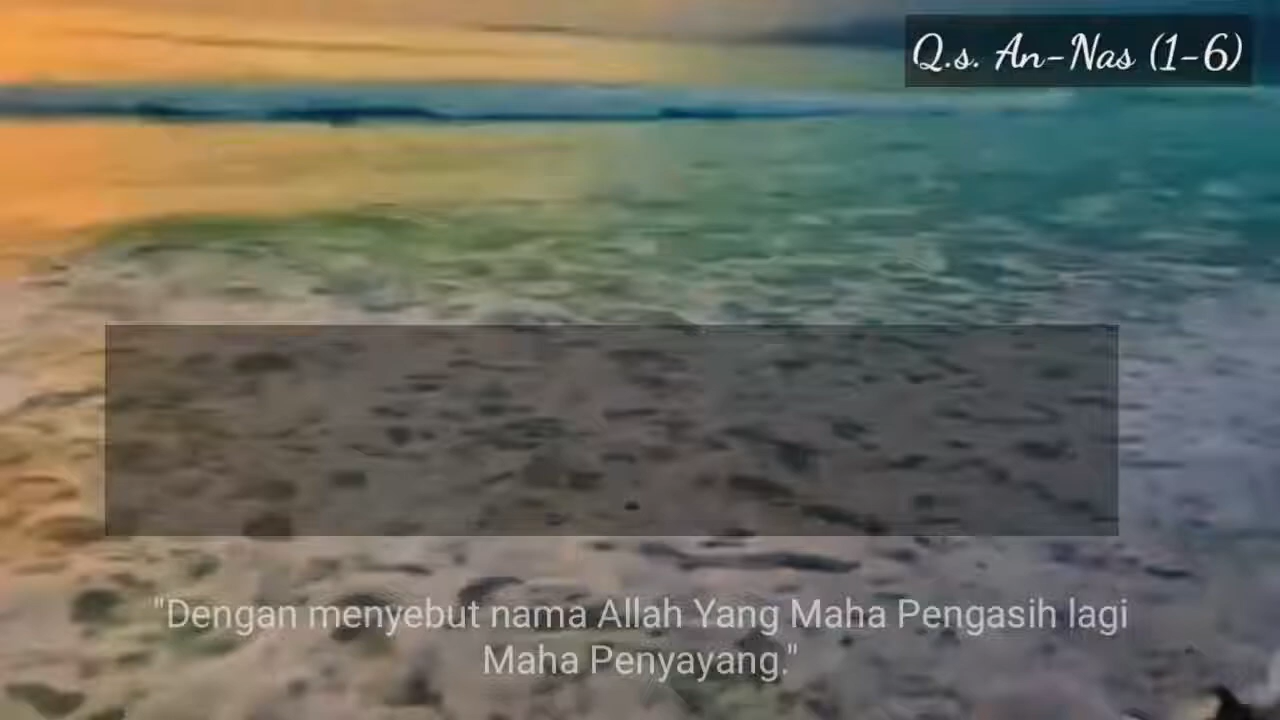 Q.s. An-Nas (1-6)
"Dengan menyebut nama Allah Yang Maha Pengasih lagi
Maha Penyayang."